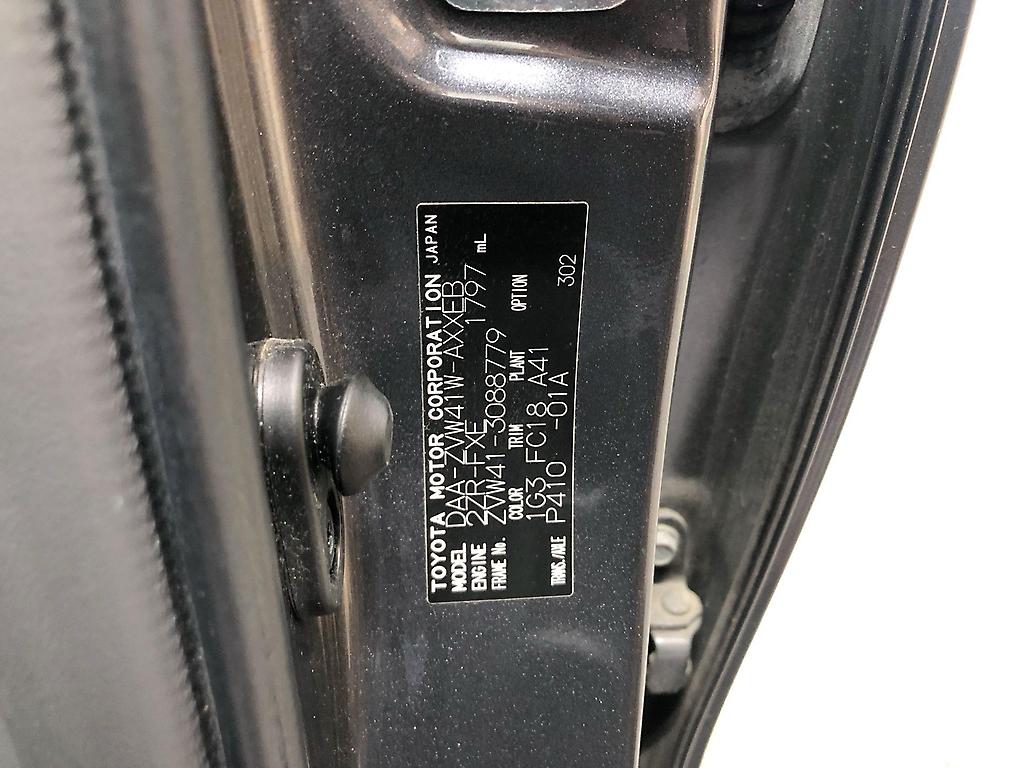 TOYOTA MOTOR CORPORATION JAPAN
MODEL DAA-ZVW41W-AXXEB
ENGINE 2ZR-FXE 1797 mL
FRAME No. ZVW41-3088779
COLOR TRIM PLANT OPTION
1G3 FC18 A41
TRANS./AXLE P410 -01A 302